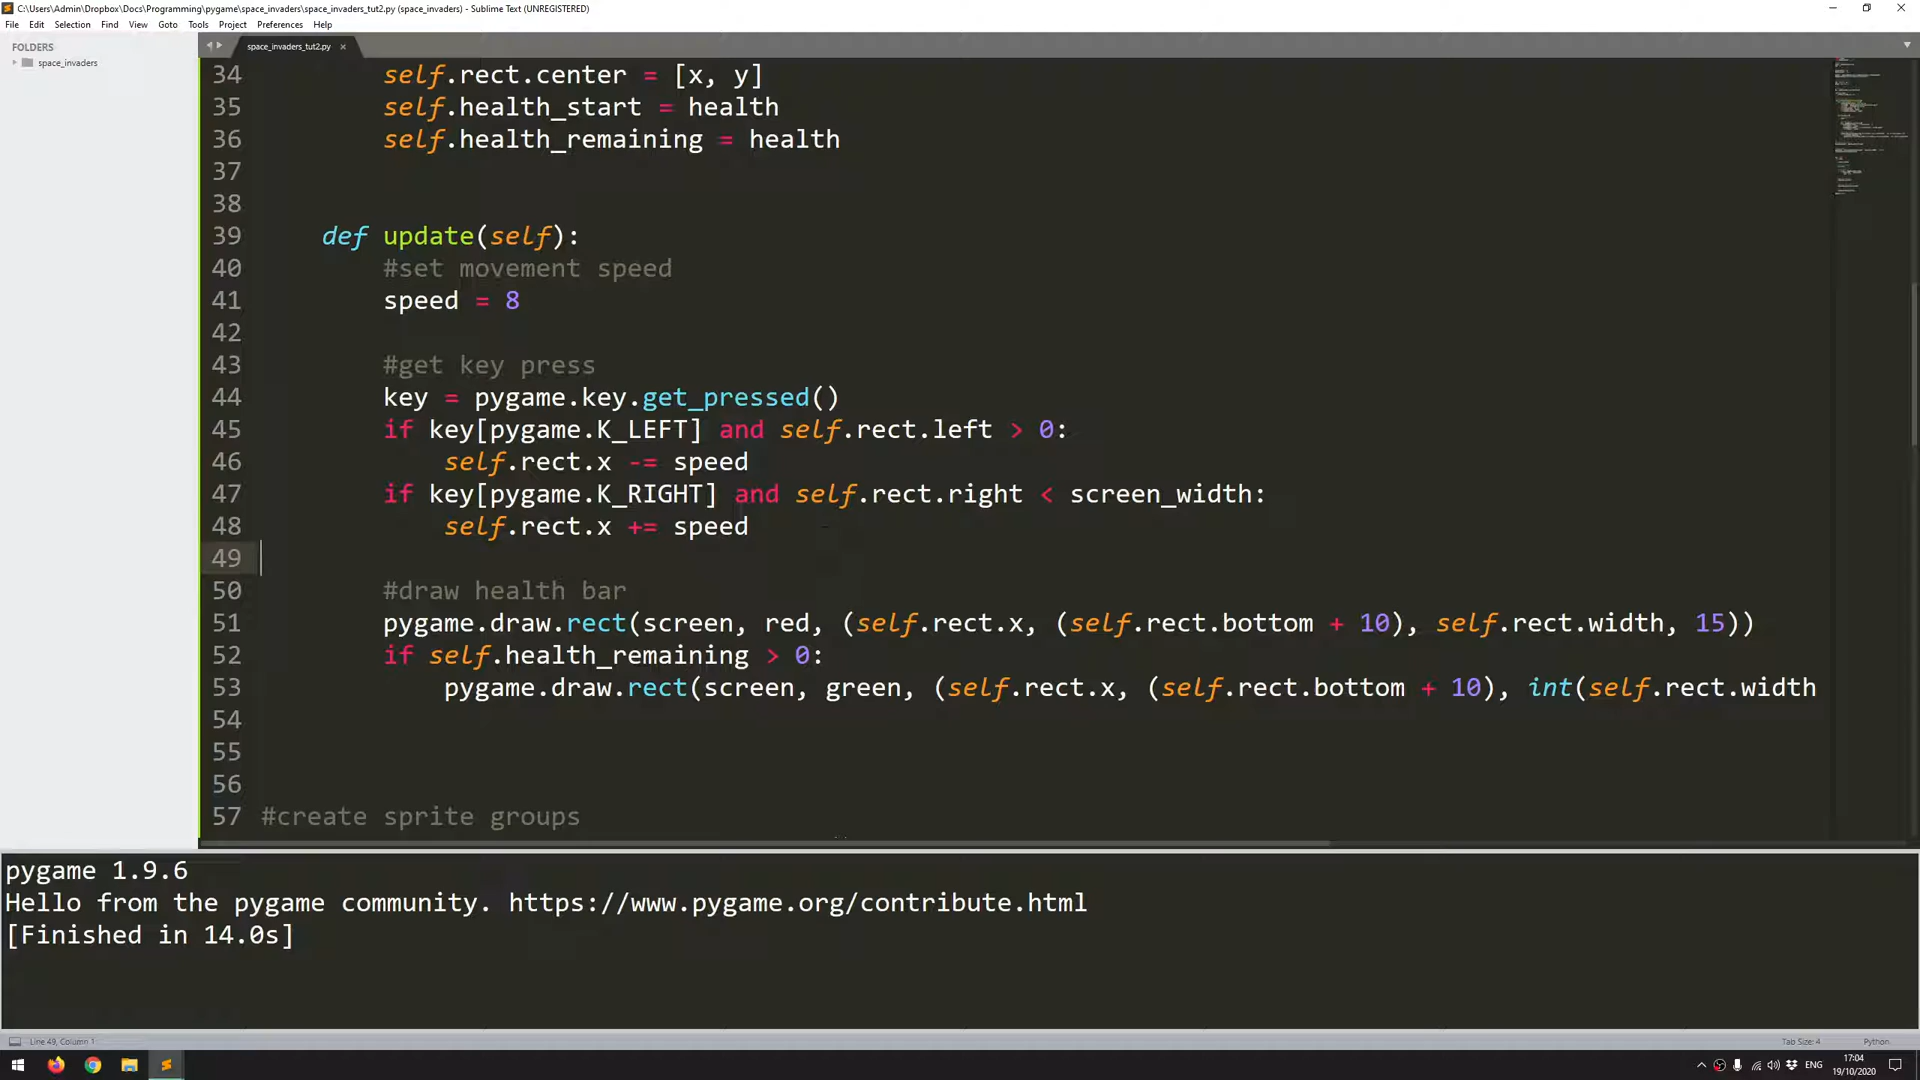 C:\Users\Admin\Dropbox\Docs\Programming\pygame\space_invaders\space_invaders_tut2.py (space_invaders) - Sublime Text (UNREGISTERED)
File Edit Selection Find View Goto Tools Project Preferences Help
FOLDERS
space_invaders
space_invaders_tut2.py ×
34 self.rect.center = [x, y]
35 self.health_start = health
36 self.health_remaining = health
37
38
39 def update(self):
40 #set movement speed
41 speed = 8
42
43 #get key press
44 key = pygame.key.get_pressed()
45 if key[pygame.K_LEFT] and self.rect.left > 0:
46 self.rect.x -= speed
47 if key[pygame.K_RIGHT] and self.rect.right < screen_width:
48 self.rect.x += speed
49
50 #draw health bar
51 pygame.draw.rect(screen, red, (self.rect.x, (self.rect.bottom + 10), self.rect.width, 15))
52 if self.health_remaining > 0:
53 pygame.draw.rect(screen, green, (self.rect.x, (self.rect.bottom + 10), int(self.rect.width
54
55
56
57 #create sprite groups
pygame 1.9.6
Hello from the pygame community. https://www.pygame.org/contribute.html
[Finished in 14.0s]
Line 49, Column 1
Tab Size: 4 Python
ENG
17:04
19/10/2020